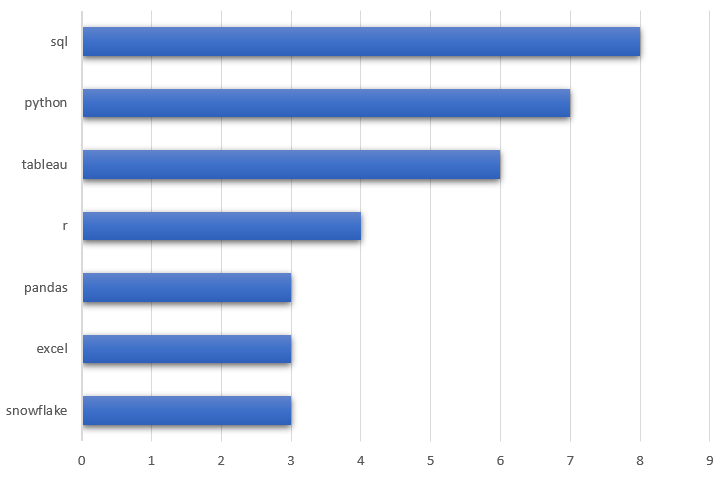 sql
python
tableau
r
pandas
excel
snowflake
0 1 2 3 4 5 6 7 8 9